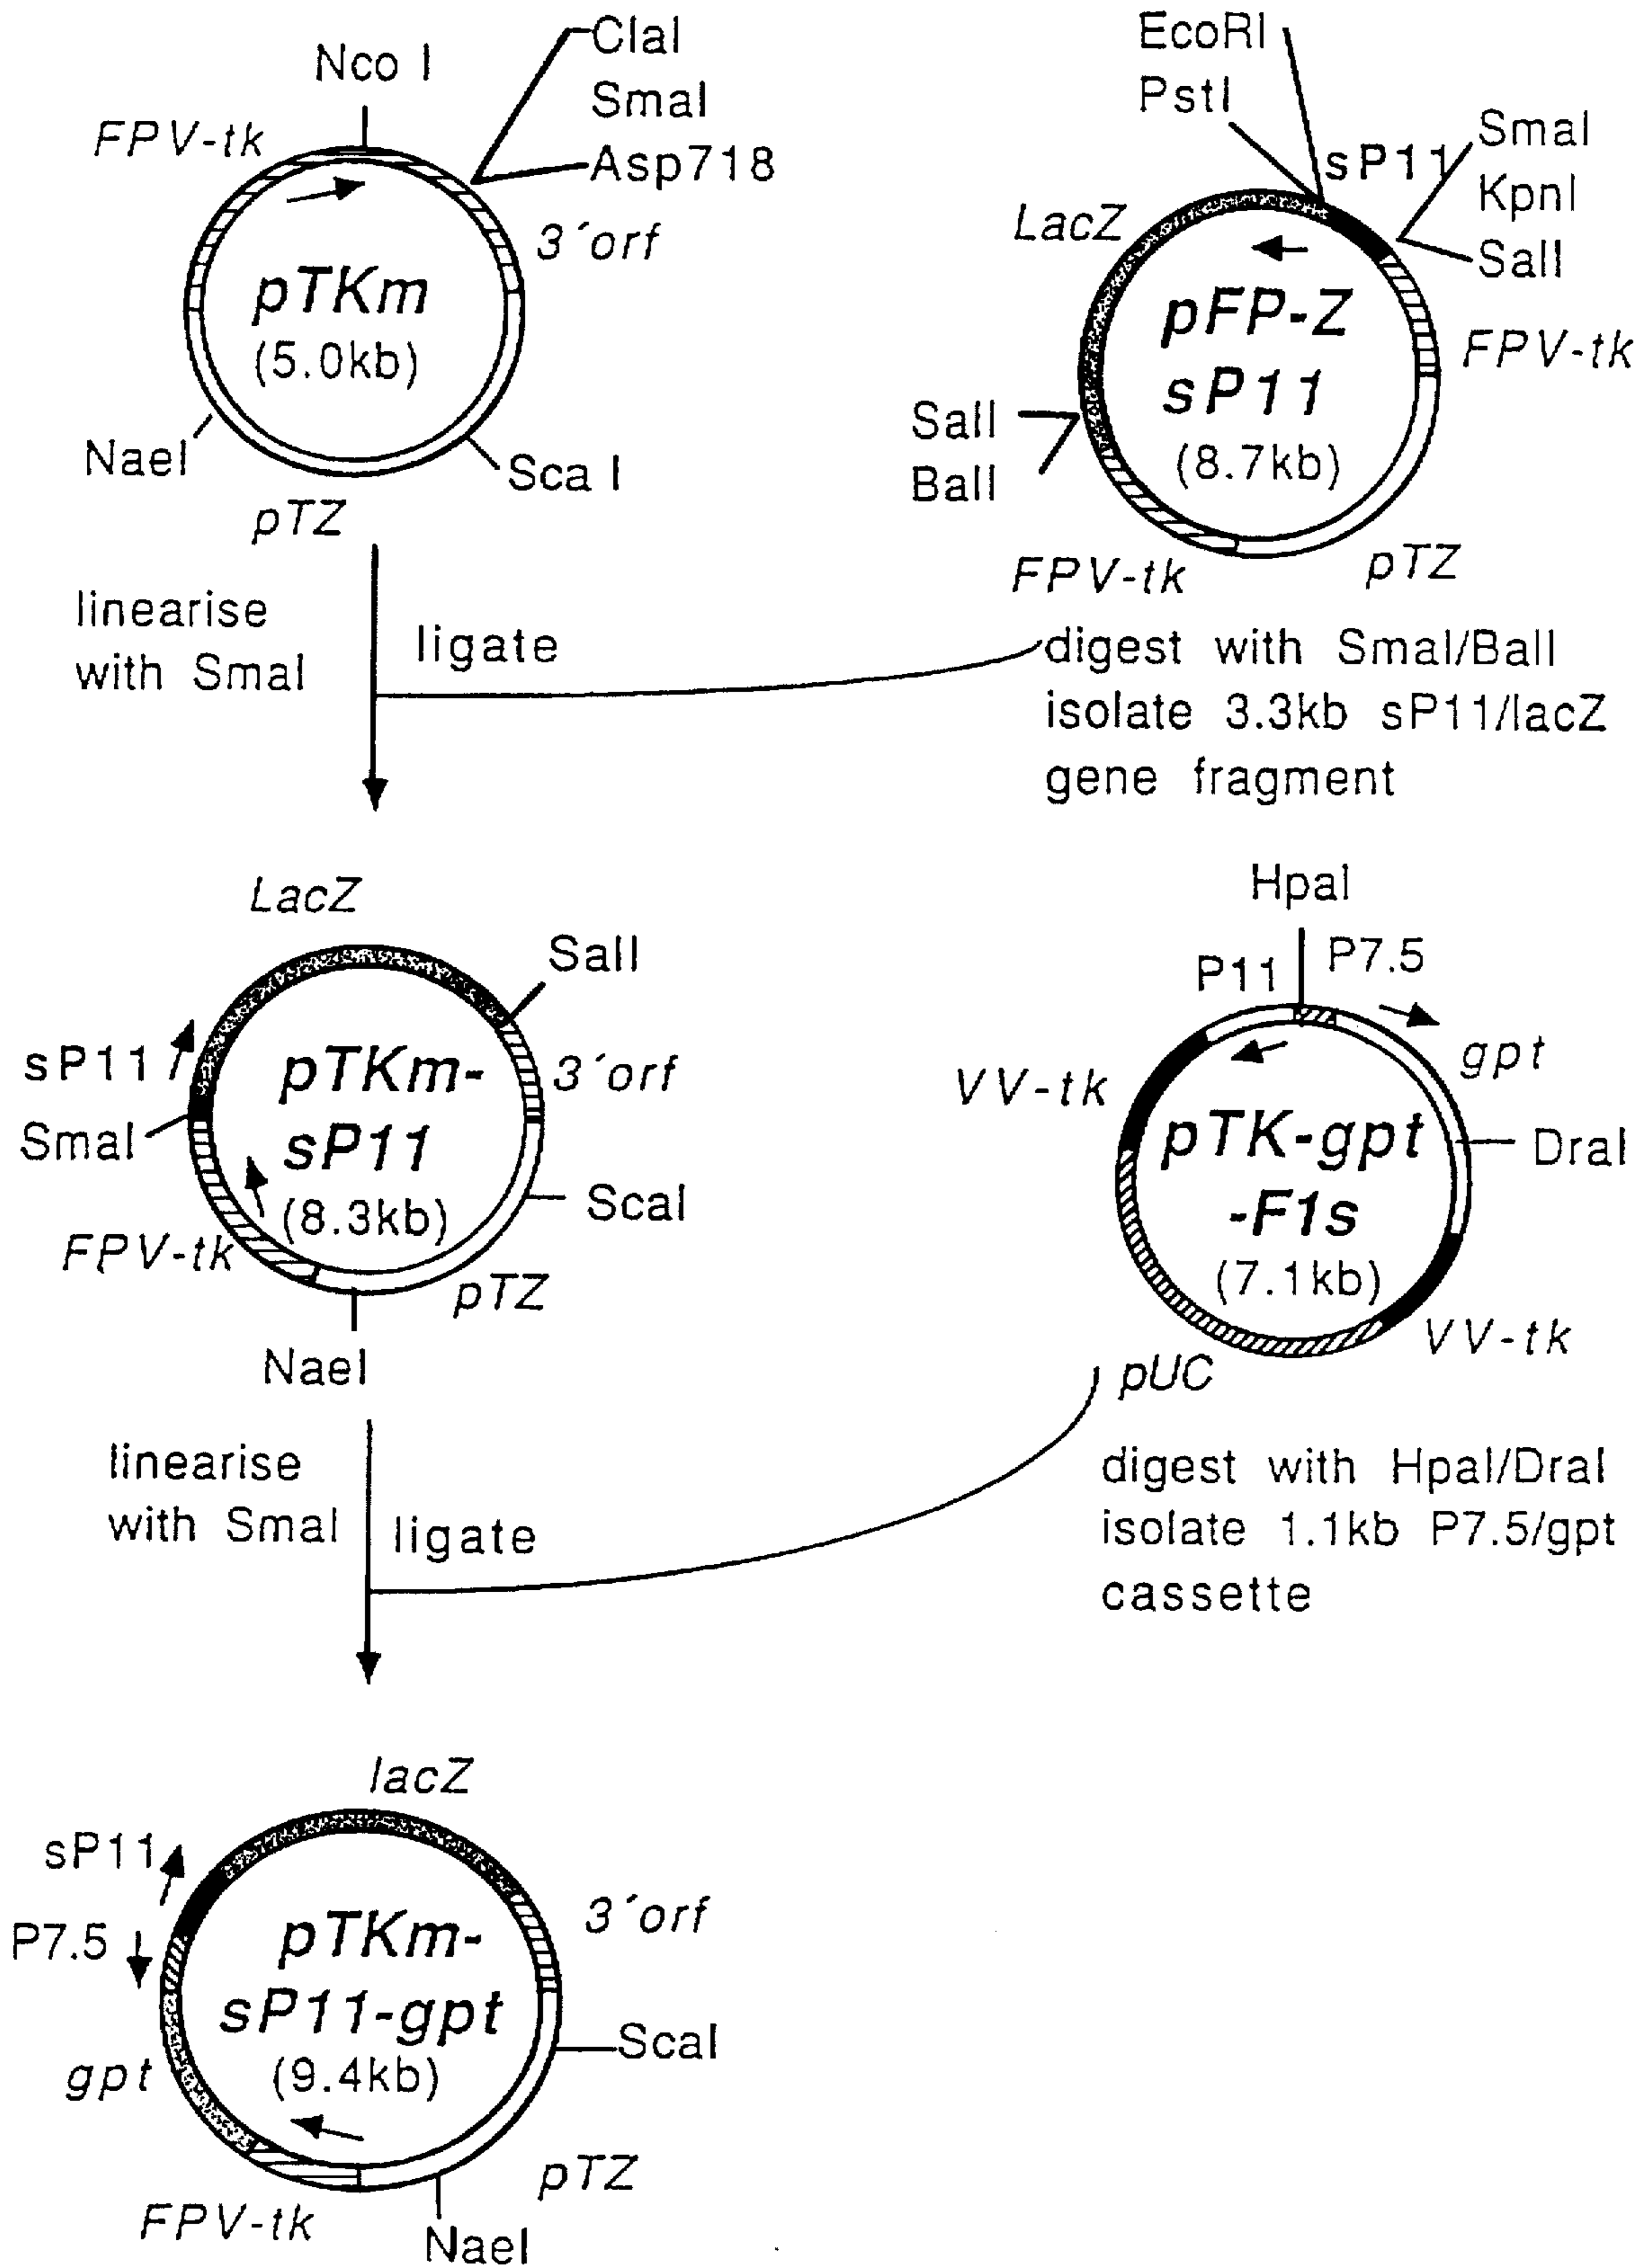 Nco I
ClaI
SmaI
Asp718
FPV-tk
3´orf
pTKm
(5.0kb)
NaeI
Sca I
pTZ
EcoRI
PstI
sP11
SmaI
KpnI
SalI
LacZ
pFP-Z
sP11
(8.7kb)
FPV-tk
SalI
BalI
FPV-tk
pTZ
linearise
with SmaI
ligate
digest with SmaI/BalI
isolate 3.3kb sP11/lacZ
gene fragment
LacZ
SalI
sP11
SmaI
pTKm-
sP11
(8.3kb)
3´orf
ScaI
FPV-tk
pTZ
NaeI
HpaI
P11
P7.5
gpt
VV-tk
pTK-gpt
-F1s
(7.1kb)
DraI
VV-tk
pUC
linearise
with SmaI
ligate
digest with HpaI/DraI
isolate 1.1kb P7.5/gpt
cassette
lacZ
sP11
P7.5
3´orf
pTKm-
sP11-gpt
(9.4kb)
ScaI
gpt
pTZ
FPV-tk
NaeI